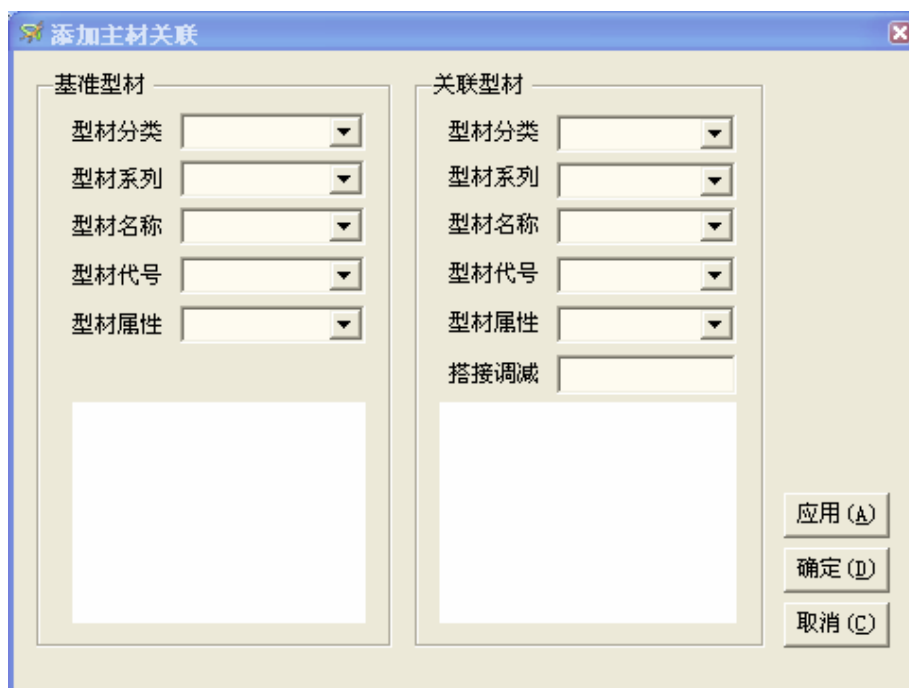 添加主材关联
基准型材
型材分类
型材系列
型材名称
型材代号
型材属性
关联型材
型材分类
型材系列
型材名称
型材代号
型材属性
搭接调减
应用(A)
确定(D)
取消(C)